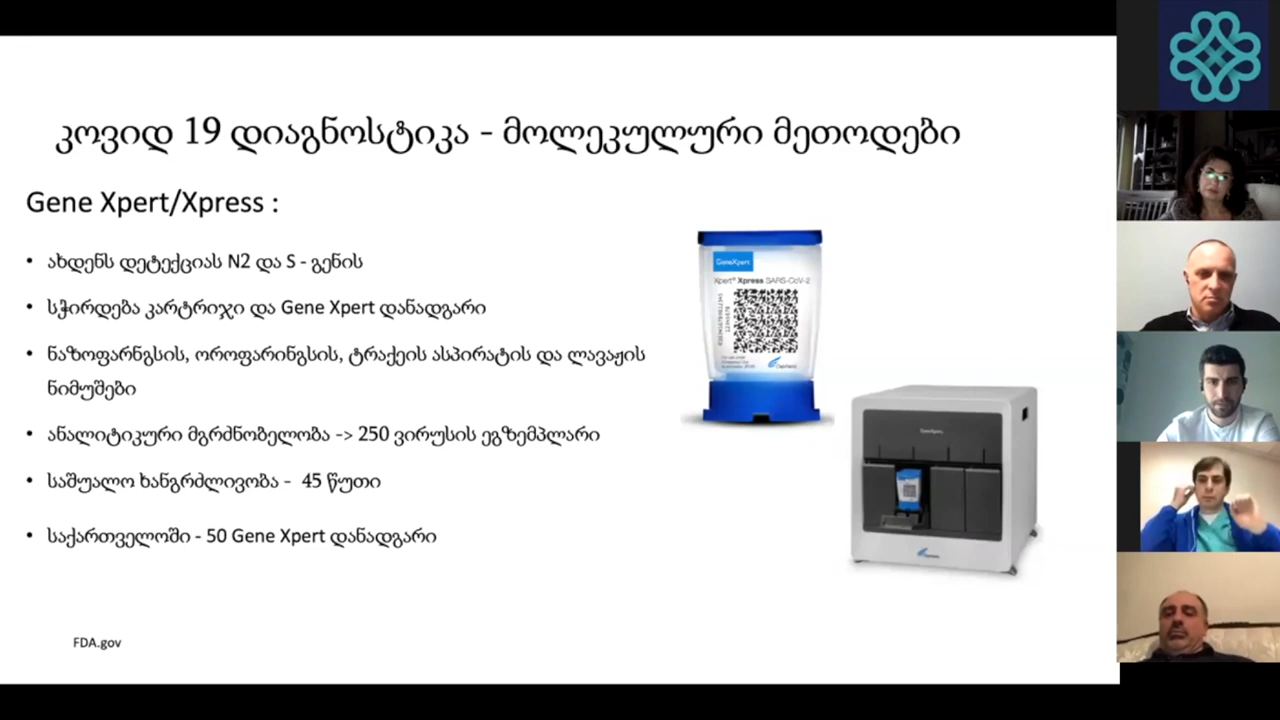 კოვიდ 19 დიაგნოსტიკა - მოლეკულური მეთოდები
Gene Xpert/Xpress :
• ახდენს დეტექციას N2 და S - გენის
• სჭირდება კარტრიჯი და Gene Xpert დანადგარი
• ნაზოფარნგსის, ოროფარინგსის, ტრაქეის ასპირატის და ლავაჟის
ნიმუშები
• ანალიტიკური მგრძნობელობა -> 250 ვირუსის ეგზემპლარი
• საშუალო ხანგრძლივობა - 45 წუთი
• საქართველოში - 50 Gene Xpert დანადგარი
FDA.gov
GeneXpert
Xpert® Xpress SARS-CoV-2
Cepheid